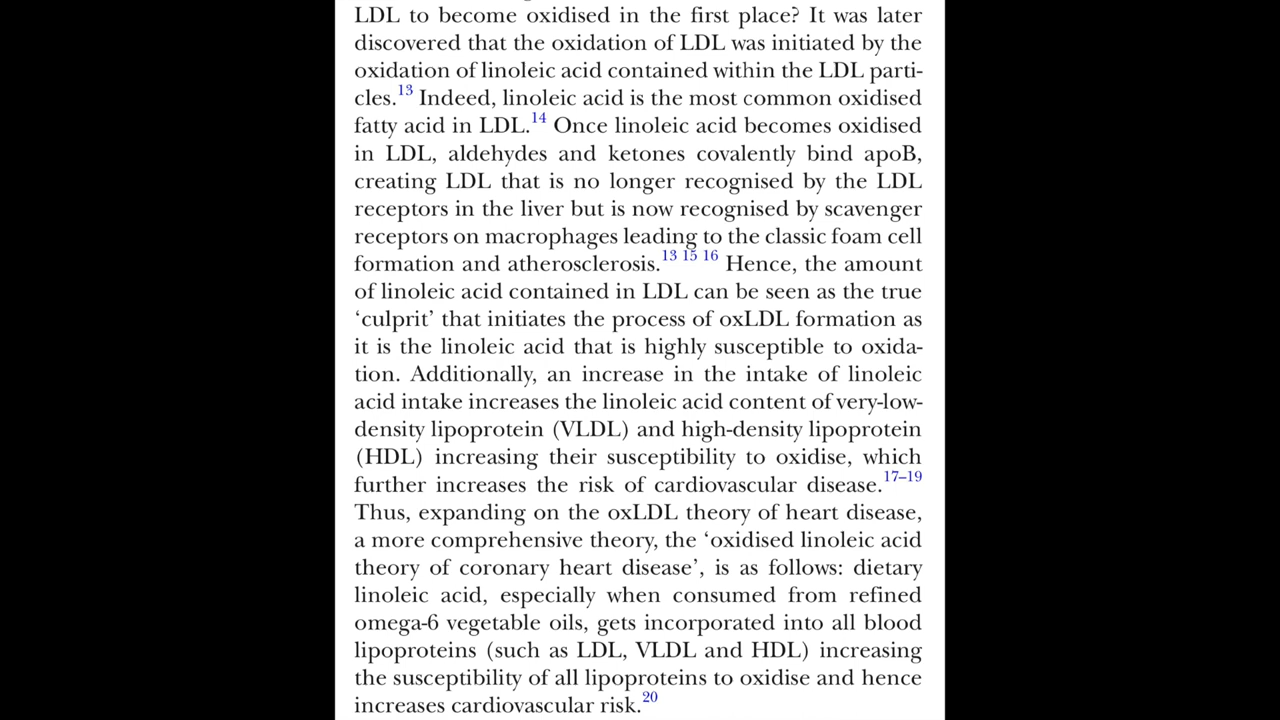 LDL to become oxidised in the first place? It was later
discovered that the oxidation of LDL was initiated by the
oxidation of linoleic acid contained within the LDL parti-
cles.13 Indeed, linoleic acid is the most common oxidised
fatty acid in LDL.14 Once linoleic acid becomes oxidised
in LDL, aldehydes and ketones covalently bind apoB,
creating LDL that is no longer recognised by the LDL
receptors in the liver but is now recognised by scavenger
receptors on macrophages leading to the classic foam cell
formation and atherosclerosis.13 15 16 Hence, the amount
of linoleic acid contained in LDL can be seen as the true
‘culprit’ that initiates the process of oxLDL formation as
it is the linoleic acid that is highly susceptible to oxida-
tion. Additionally, an increase in the intake of linoleic
acid intake increases the linoleic acid content of very-low-
density lipoprotein (VLDL) and high-density lipoprotein
(HDL) increasing their susceptibility to oxidise, which
further increases the risk of cardiovascular disease.17–19
Thus, expanding on the oxLDL theory of heart disease,
a more comprehensive theory, the ‘oxidised linoleic acid
theory of coronary heart disease’, is as follows: dietary
linoleic acid, especially when consumed from refined
omega-6 vegetable oils, gets incorporated into all blood
lipoproteins (such as LDL, VLDL and HDL) increasing
the susceptibility of all lipoproteins to oxidise and hence
increases cardiovascular risk.20